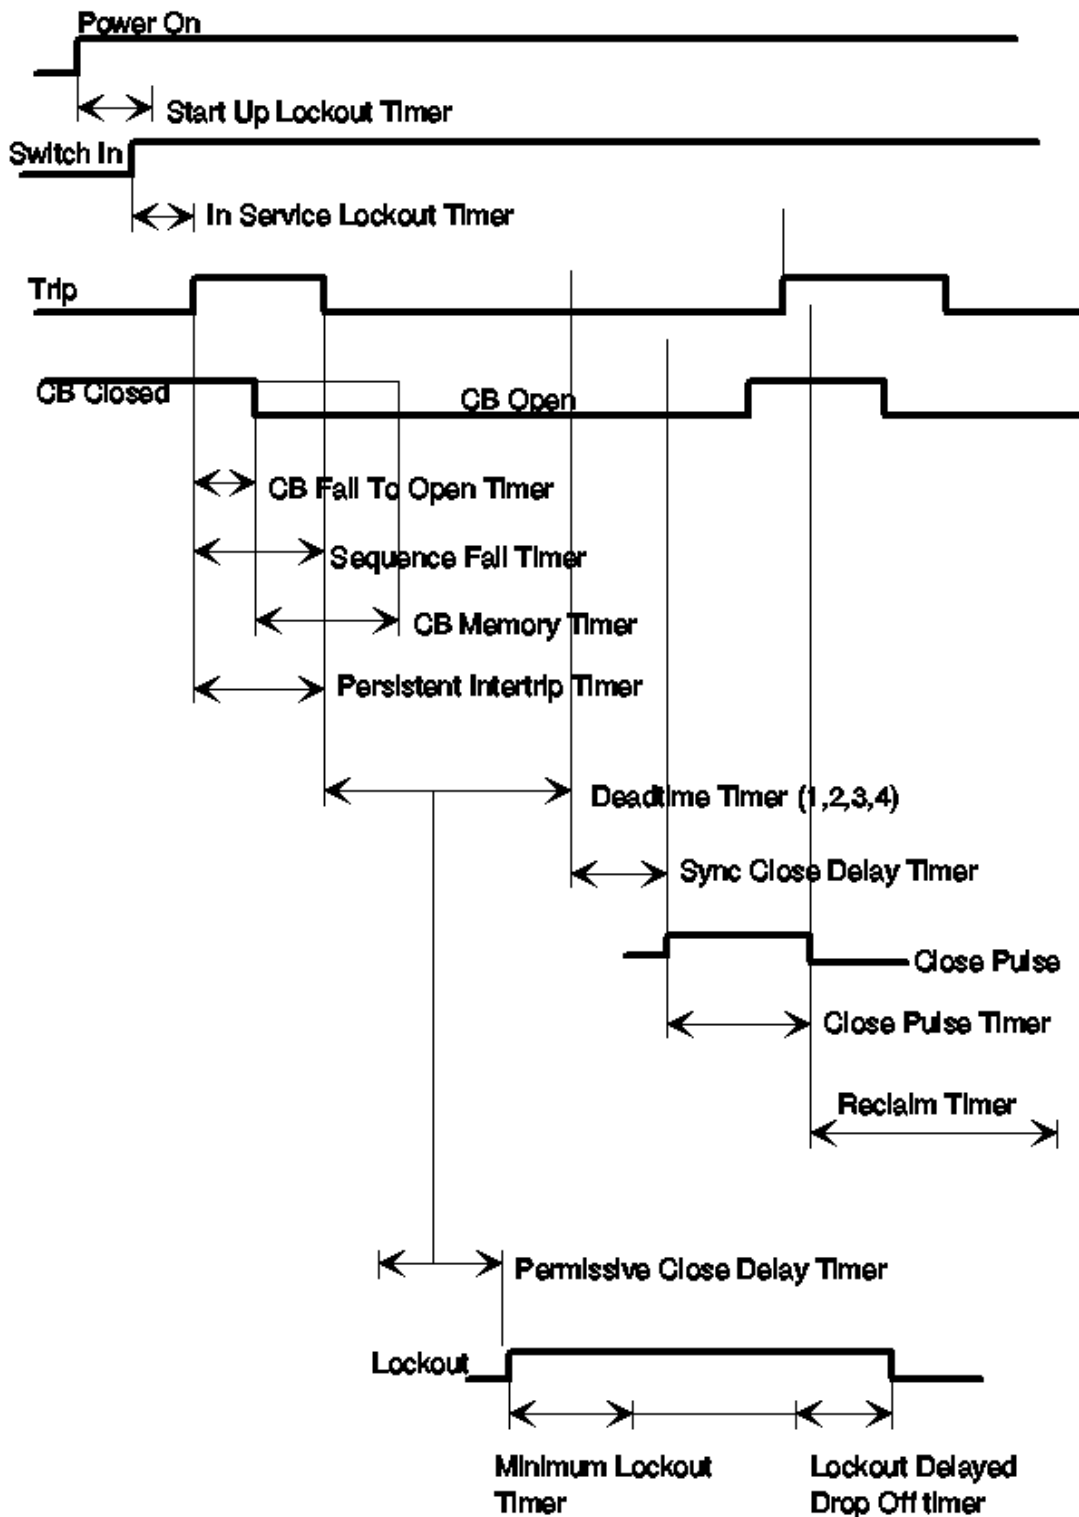 Power On
Start Up Lockout Timer
Switch In
In Service Lockout Timer
Trip
CB Closed
CB Open
CB Fail To Open Timer
Sequence Fail Timer
CB Memory Timer
Persistent Intertrip Timer
Deadtime Timer (1,2,3,4)
Sync Close Delay Timer
Close Pulse
Close Pulse Timer
Reclaim Timer
Permissive Close Delay Timer
Lockout
Minimum Lockout
Timer
Lockout Delayed
Drop Off timer